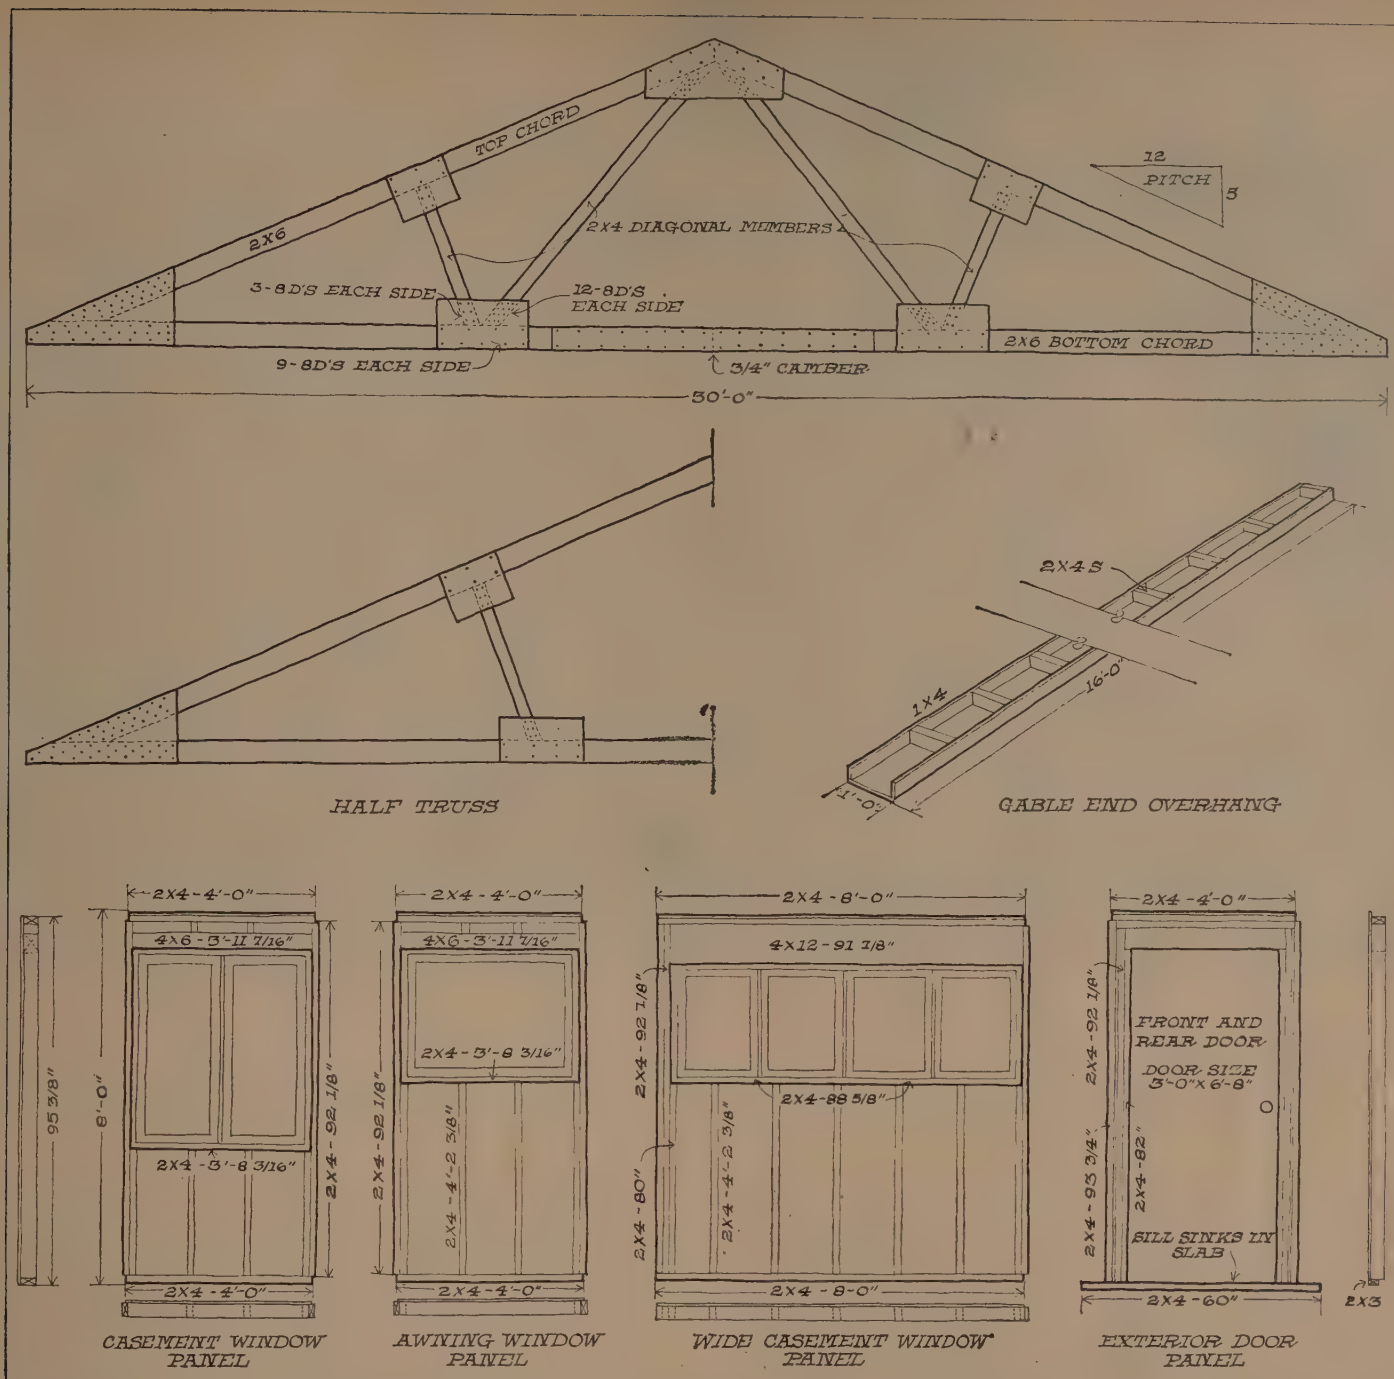 TOP CHORD
12
PITCH
5
2X6
2X4 DIAGONAL MEMBERS
3-8D'S EACH SIDE
12-8D'S
EACH SIDE
2X6 BOTTOM CHORD
9-8D'S EACH SIDE
3/4" CAMBER
30'-0"
2X4S
1X4
16'-0"
1'-0"
HALF TRUSS
GABLE END OVERHANG
2X4-4'-0"
4X6-3'-11 7/16"
95 3/8"
8'-0"
2X4-92 1/8"
2X4-3'-8 3/16"
2X4-4'-0"
CASEMENT WINDOW
PANEL
2X4-4'-0"
4X6-3'-11 7/16"
2X4-3'-8 3/16"
2X4-92 1/8"
2X4-4'-2 3/8"
2X4-4'-0"
AWNING WINDOW
PANEL
2X4-8'-0"
4X12-91 7/8"
2X4-92 1/8"
2X4-88 5/8"
2X4-80"
2X4-4'-2 3/8"
2X4-8-0"
WIDE CASEMENT WINDOW
PANEL
2X4-4'-0"
2X4-92 1/8"
FRONT AND
REAR DOOR
DOOR SIZE
3'-0"X6'-8"
2X4-93 3/4"
2X4-82"
SILL SINKS IN
SLAB
2X4-60"
2X3
EXTERIOR DOOR
PANEL